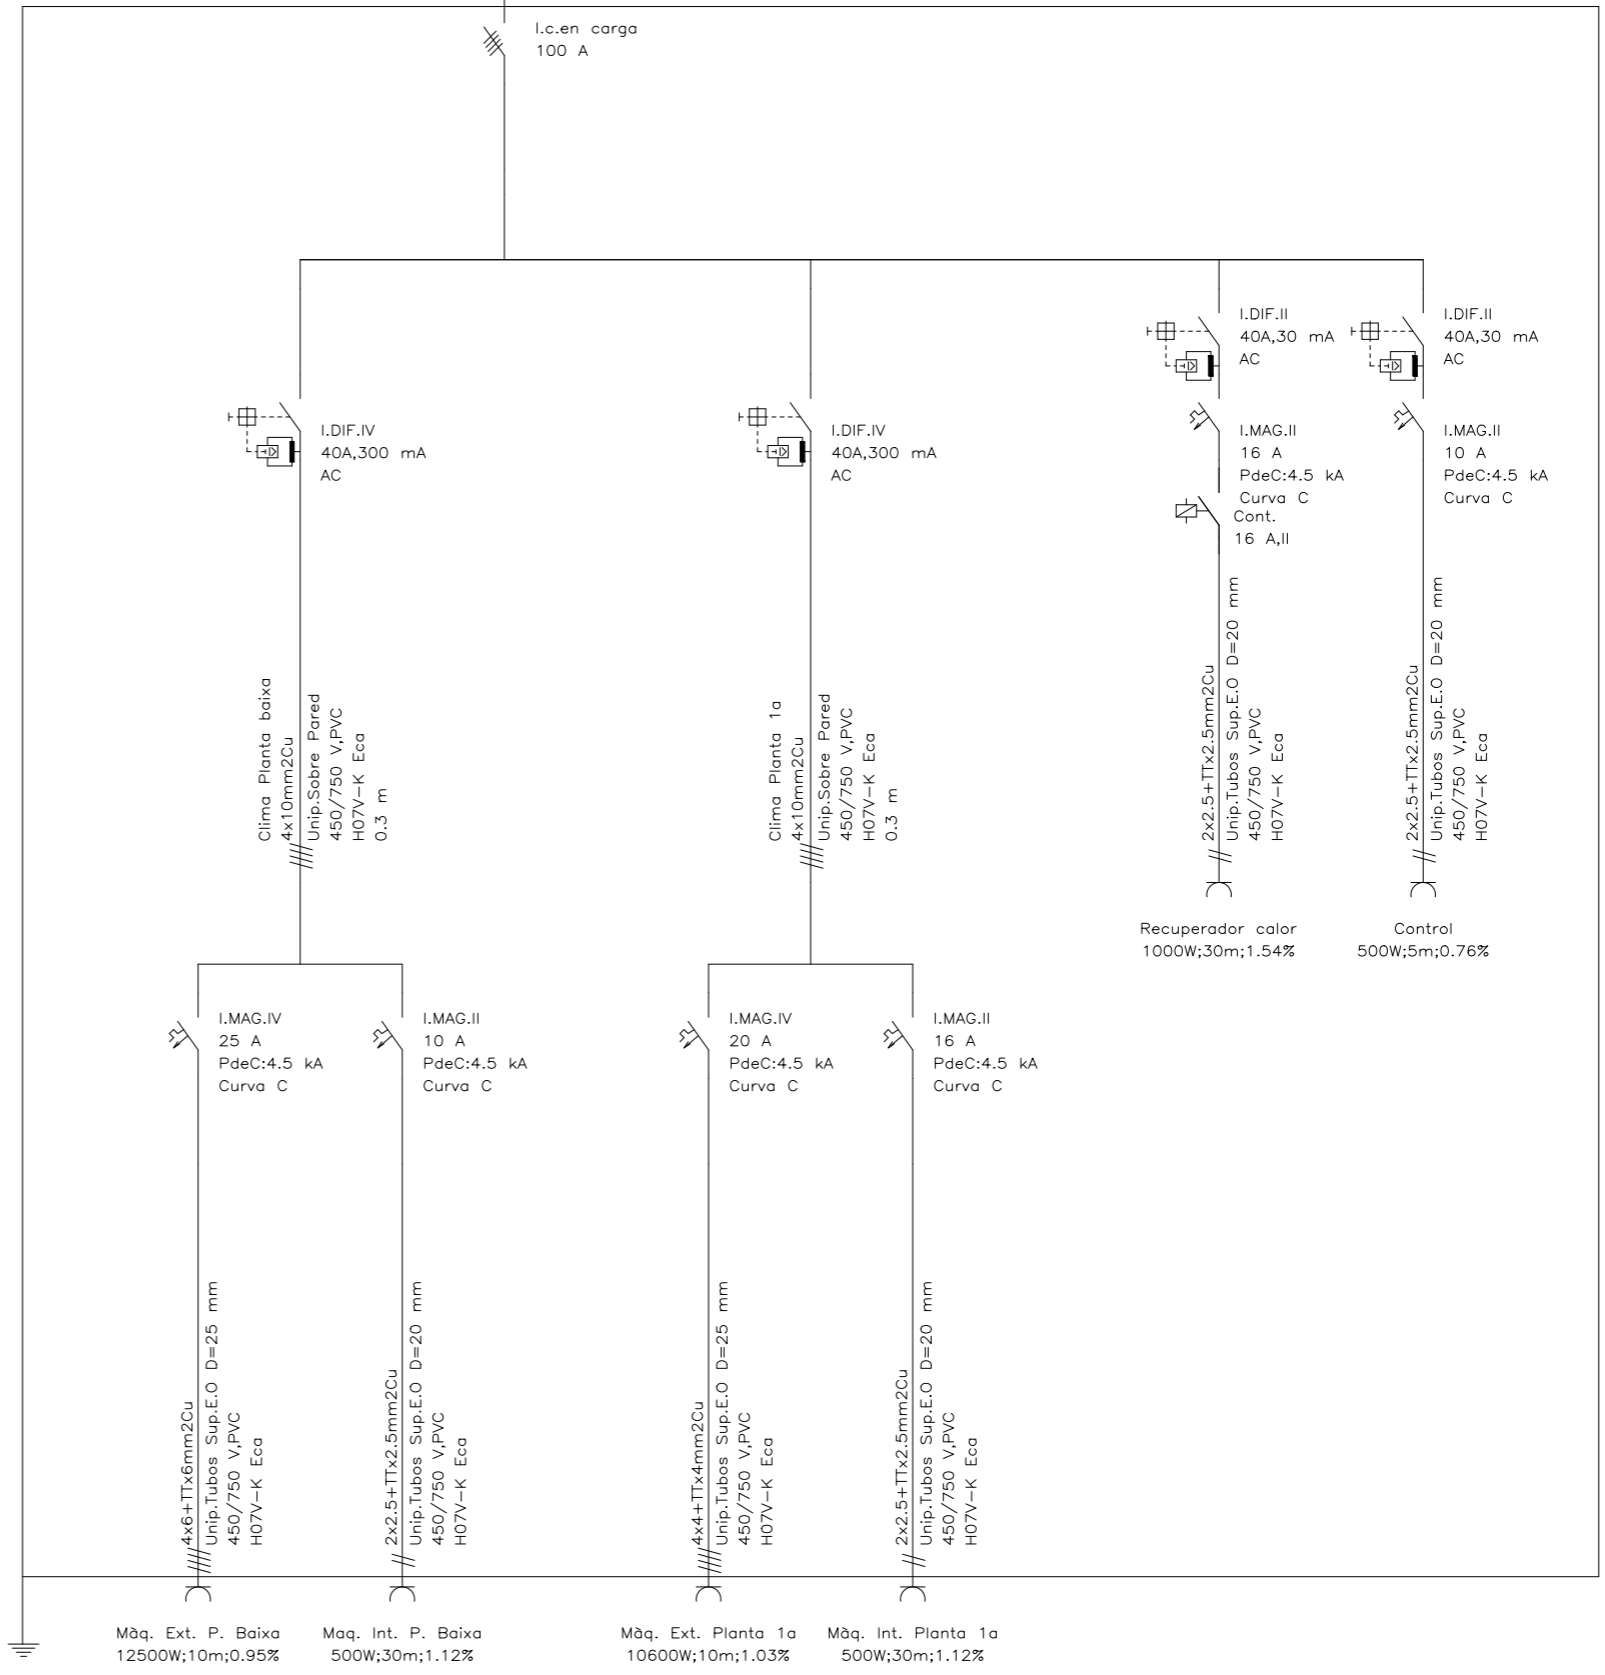 I.c.en carga
100 A
I.DIF.IV
40A,300 mA
AC
I.DIF.IV
40A,300 mA
AC
I.DIF.II
40A,30 mA
AC
I.MAG.II
16 A
PdeC:4.5 kA
Curva C
Cont.
16 A,II
I.DIF.II
40A,30 mA
AC
I.MAG.II
10 A
PdeC:4.5 kA
Curva C
Clima Planta baixa
4x10mm2Cu
Unip.Sobre Pared
450/750 V,PVC
H07V-K Eca
0.3 m
Clima Planta 1a
4x10mm2Cu
Unip.Sobre Pared
450/750 V,PVC
H07V-K Eca
0.3 m
2x2.5+TTx2.5mm2Cu
Unip.Tubos Sup.E.O D=20 mm
450/750 V,PVC
H07V-K Eca
2x2.5+TTx2.5mm2Cu
Unip.Tubos Sup.E.O D=20 mm
450/750 V,PVC
H07V-K Eca
Recuperador calor
1000W;30m;1.54%
Control
500W;5m;0.76%
I.MAG.IV
25 A
PdeC:4.5 kA
Curva C
I.MAG.II
10 A
PdeC:4.5 kA
Curva C
I.MAG.IV
20 A
PdeC:4.5 kA
Curva C
I.MAG.II
16 A
PdeC:4.5 kA
Curva C
4x6+TTx6mm2Cu
Unip.Tubos Sup.E.O D=25 mm
450/750 V,PVC
H07V-K Eca
2x2.5+TTx2.5mm2Cu
Unip.Tubos Sup.E.O D=20 mm
450/750 V,PVC
H07V-K Eca
4x4+TTx4mm2Cu
Unip.Tubos Sup.E.O D=25 mm
450/750 V,PVC
H07V-K Eca
2x2.5+TTx2.5mm2Cu
Unip.Tubos Sup.E.O D=20 mm
450/750 V,PVC
H07V-K Eca
Màq. Ext. P. Baixa
12500W;10m;0.95%
Maq. Int. P. Baixa
500W;30m;1.12%
Màq. Ext. Planta 1a
10600W;10m;1.03%
Màq. Int. Planta 1a
500W;30m;1.12%